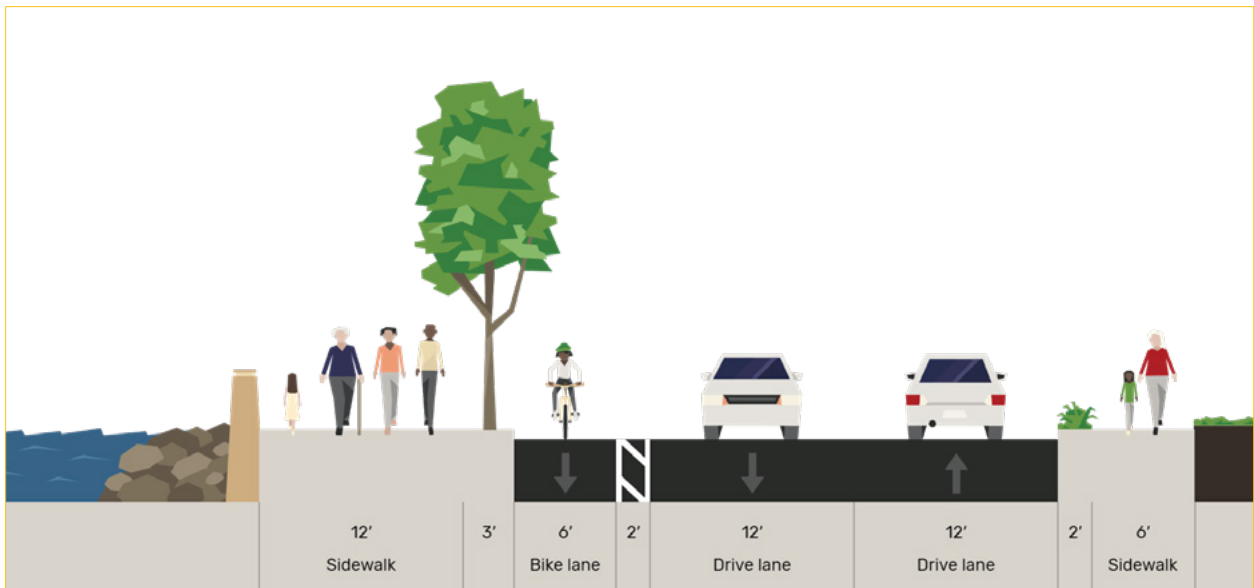 12’ 3’ 6’ 2’ 12’ 12’ 2’ 6’
Sidewalk Bike lane Drive lane Drive lane Sidewalk